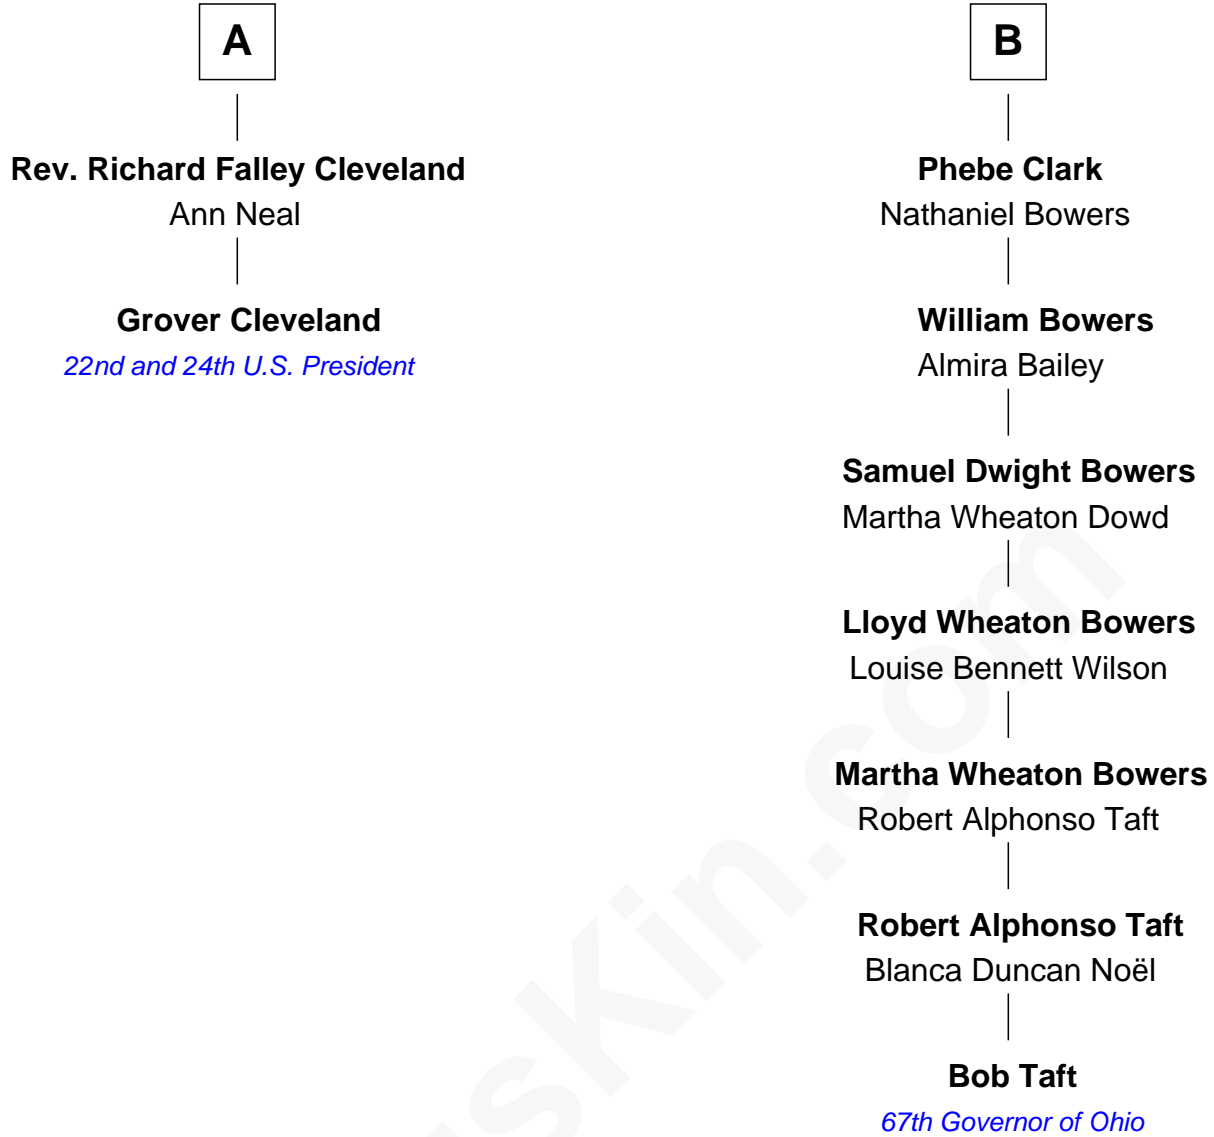 A
Rev. Richard Falley Cleveland
Ann Neal
Grover Cleveland
22nd and 24th U.S. President
B
Phebe Clark
Nathaniel Bowers
William Bowers
Almira Bailey
Samuel Dwight Bowers
Martha Wheaton Dowd
Lloyd Wheaton Bowers
Louise Bennett Wilson
Martha Wheaton Bowers
Robert Alphonso Taft
Robert Alphonso Taft
Blanca Duncan Noël
Bob Taft
67th Governor of Ohio
sKin.com